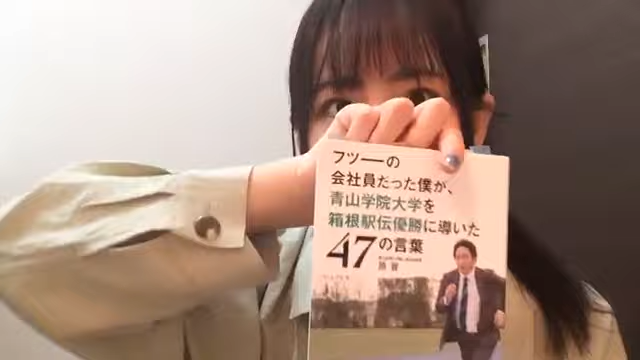 フツーの
会社員だった僕が、
青山学院大学を
箱根駅伝優勝に導いた
47の言葉
原 晋